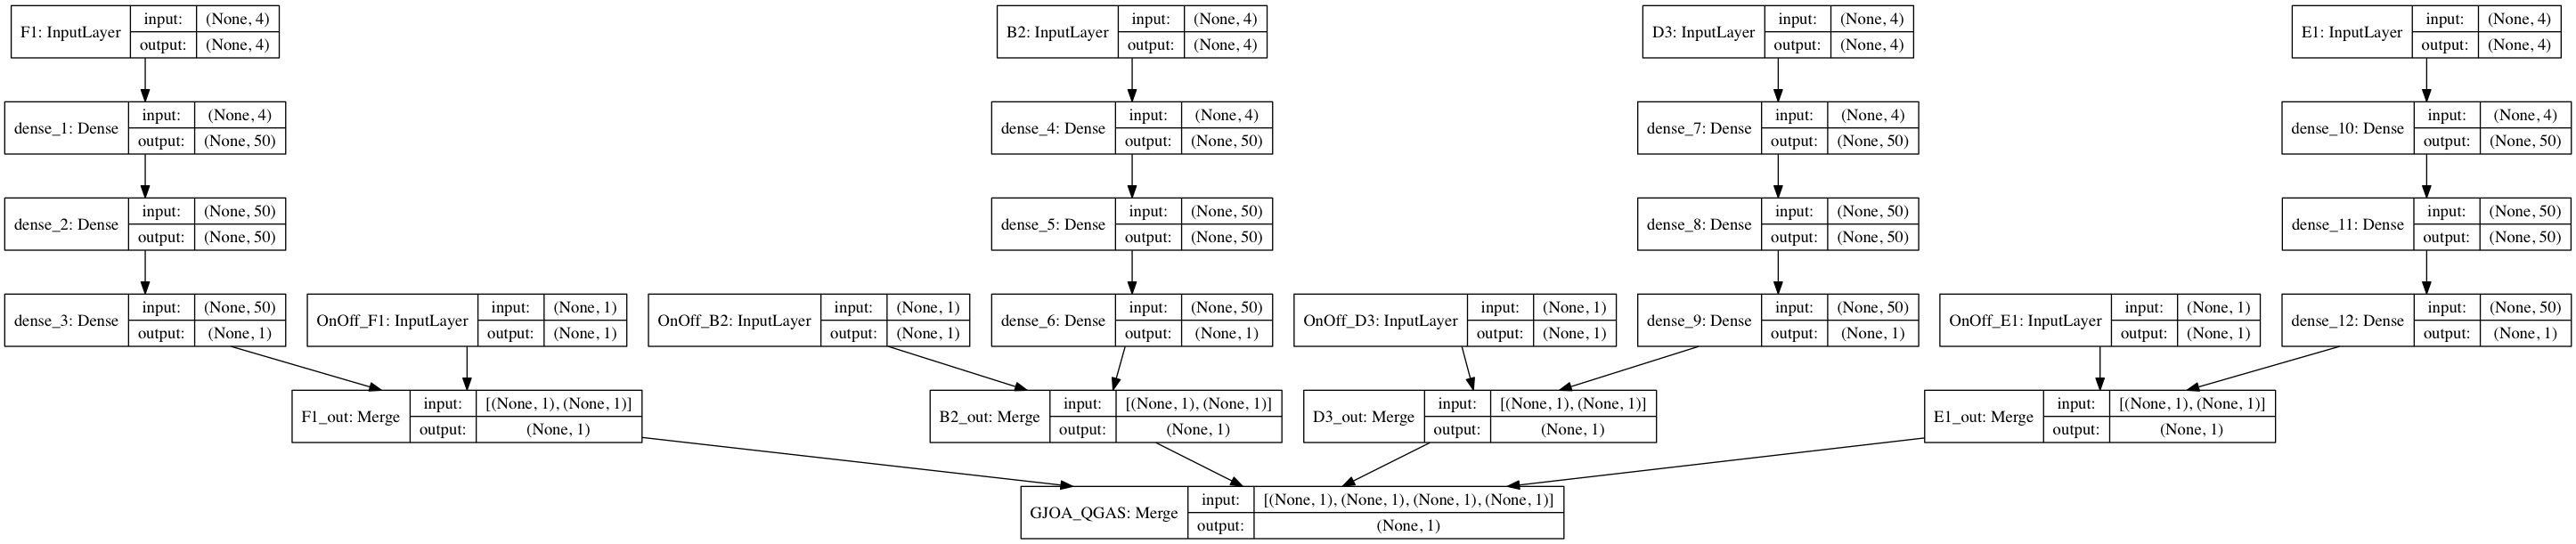 F1: InputLayer input: (None, 4)
output: (None, 4)
B2: InputLayer input: (None, 4)
output: (None, 4)
D3: InputLayer input: (None, 4)
output: (None, 4)
E1: InputLayer input: (None, 4)
output: (None, 4)
dense_1: Dense input: (None, 4)
output: (None, 50)
dense_4: Dense input: (None, 4)
output: (None, 50)
dense_7: Dense input: (None, 4)
output: (None, 50)
dense_10: Dense input: (None, 4)
output: (None, 50)
dense_2: Dense input: (None, 50)
output: (None, 50)
dense_5: Dense input: (None, 50)
output: (None, 50)
dense_8: Dense input: (None, 50)
output: (None, 50)
dense_11: Dense input: (None, 50)
output: (None, 50)
dense_3: Dense input: (None, 50)
output: (None, 1)
OnOff_F1: InputLayer input: (None, 1)
output: (None, 1)
OnOff_B2: InputLayer input: (None, 1)
output: (None, 1)
dense_6: Dense input: (None, 50)
output: (None, 1)
OnOff_D3: InputLayer input: (None, 1)
output: (None, 1)
dense_9: Dense input: (None, 50)
output: (None, 1)
OnOff_E1: InputLayer input: (None, 1)
output: (None, 1)
dense_12: Dense input: (None, 50)
output: (None, 1)
F1_out: Merge input: [(None, 1), (None, 1)]
output: (None, 1)
B2_out: Merge input: [(None, 1), (None, 1)]
output: (None, 1)
D3_out: Merge input: [(None, 1), (None, 1)]
output: (None, 1)
E1_out: Merge input: [(None, 1), (None, 1)]
output: (None, 1)
GJOA_QGAS: Merge input: [(None, 1), (None, 1), (None, 1), (None, 1)]
output: (None, 1)